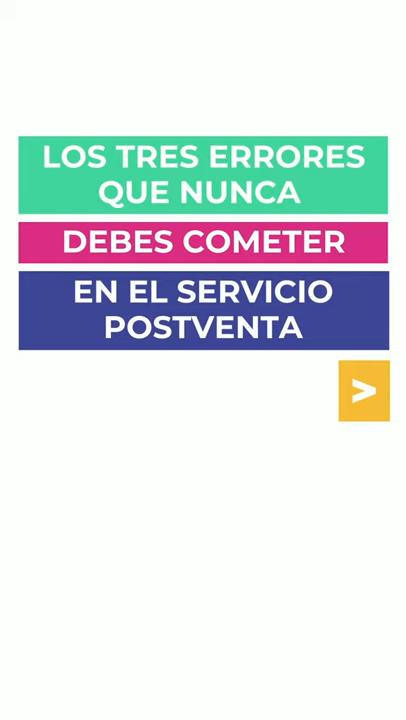 LOS TRES ERRORES
QUE NUNCA
DEBES COMETER
EN EL SERVICIO
POSTVENTA
>